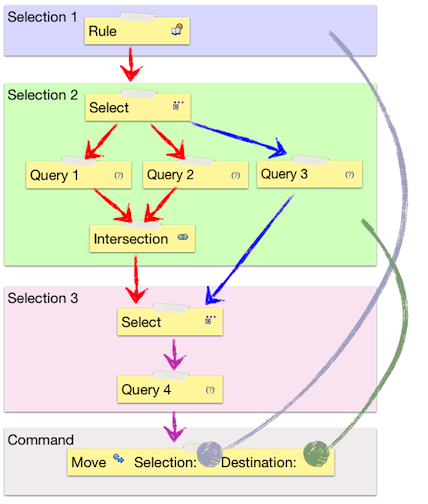 Selection 1
Rule
Selection 2
Select
Query 1 (?)
Query 2 (?)
Query 3 (?)
Intersection
Selection 3
Select
Query 4 (?)
Command
Move Selection: Destination: